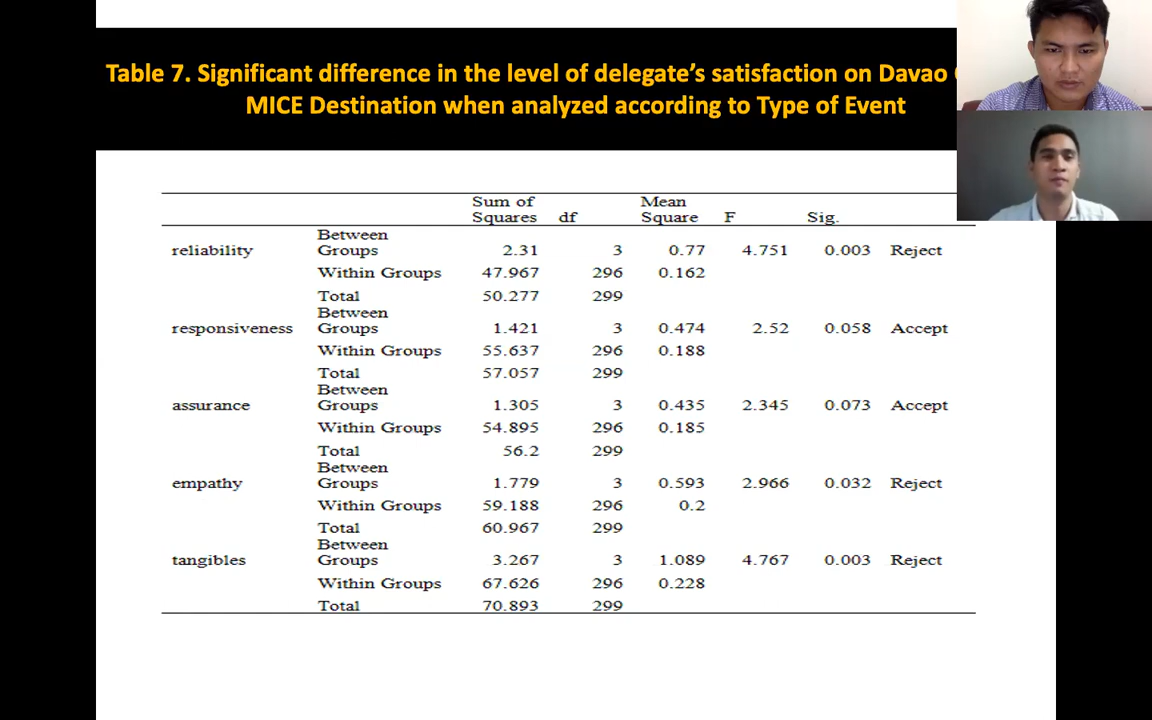 Table 7. Significant difference in the level of delegate's satisfaction on Davao
MICE Destination when analyzed according to Type of Event
Sum of Squares df Mean Square F Sig.
reliability Between Groups 2.31 3 0.77 4.751 0.003 Reject
Within Groups 47.967 296 0.162
Total 50.277 299
responsiveness Between Groups 1.421 3 0.474 2.52 0.058 Accept
Within Groups 55.637 296 0.188
Total 57.057 299
assurance Between Groups 1.305 3 0.435 2.345 0.073 Accept
Within Groups 54.895 296 0.185
Total 56.2 299
empathy Between Groups 1.779 3 0.593 2.966 0.032 Reject
Within Groups 59.188 296 0.2
Total 60.967 299
tangibles Between Groups 3.267 3 1.089 4.767 0.003 Reject
Within Groups 67.626 296 0.228
Total 70.893 299